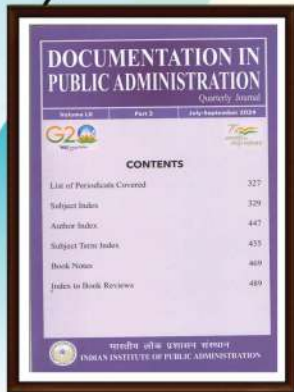 DOCUMENTATION IN
PUBLIC ADMINISTRATION
Quarterly Journal
Part 3
July-September 2024
G20
CONTENTS
List of Periodicals Covered 327
Subject Index 329
Author Index 447
Subject Term Index 455
Book Notes 469
Index to Book Reviews 489
भारतीय लोक प्रशासन संस्थान
INDIAN INSTITUTE OF PUBLIC ADMINISTRATION